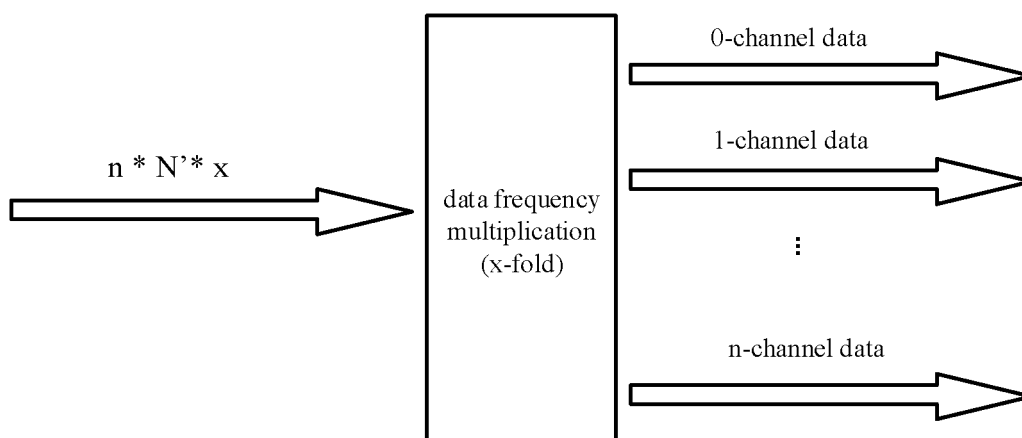 n * N’* x
data frequency
multiplication
(x-fold)
0-channel data
1-channel data
⋮
n-channel data